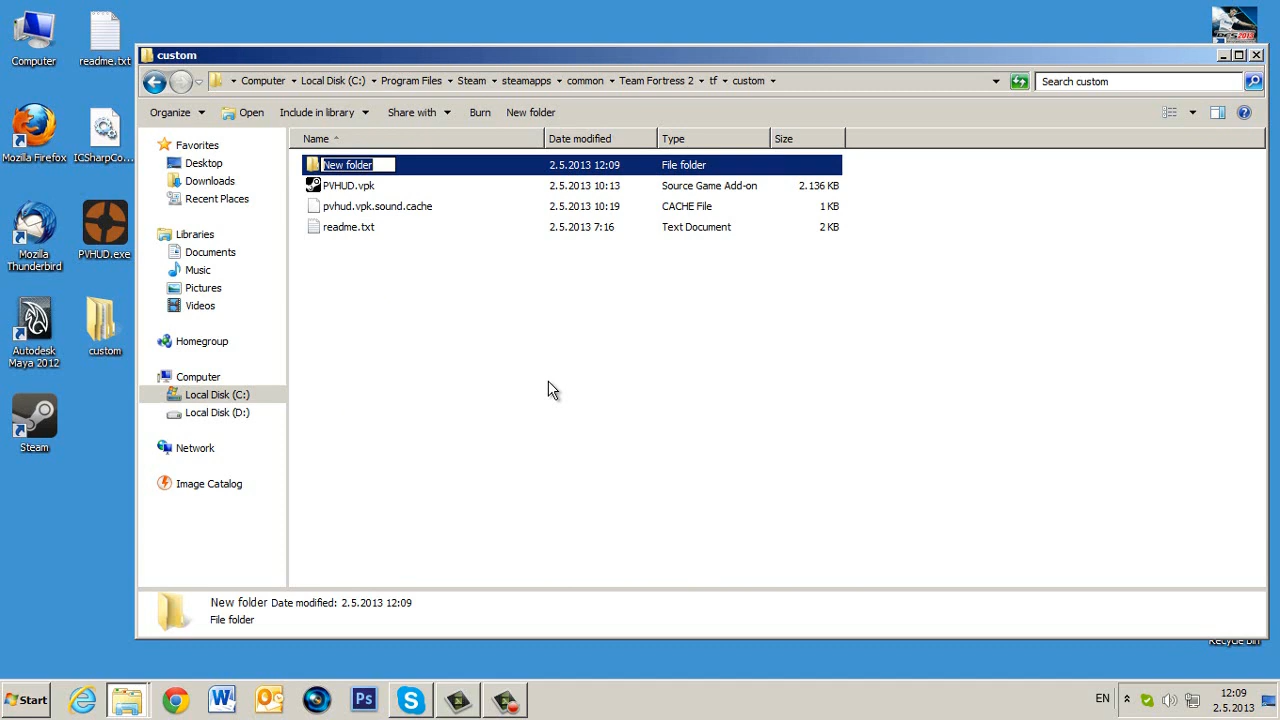 Computer
readme.txt
Mozilla Firefox
ICSharpCo...
Mozilla
Thunderbird
PVHUD.exe
Autodesk
Maya 2012
custom
Steam
custom
Computer Local Disk (C:) Program Files Steam steamapps common Team Fortress 2 tf custom
Search custom
Organize Open Include in library Share with Burn New folder
Name Date modified Type Size
New folder 2.5.2013 12:09 File folder
PVHUD.vpk 2.5.2013 10:13 Source Game Add-on 2.136 KB
pvhud.vpk.sound.cache 2.5.2013 10:19 CACHE File 1 KB
readme.txt 2.5.2013 7:16 Text Document 2 KB
Favorites
Desktop
Downloads
Recent Places
Libraries
Documents
Music
Pictures
Videos
Homegroup
Computer
Local Disk (C:)
Local Disk (D:)
Network
Image Catalog
New folder Date modified: 2.5.2013 12:09
File folder
Recycle Bin
Start
EN
12:09
2.5.2013